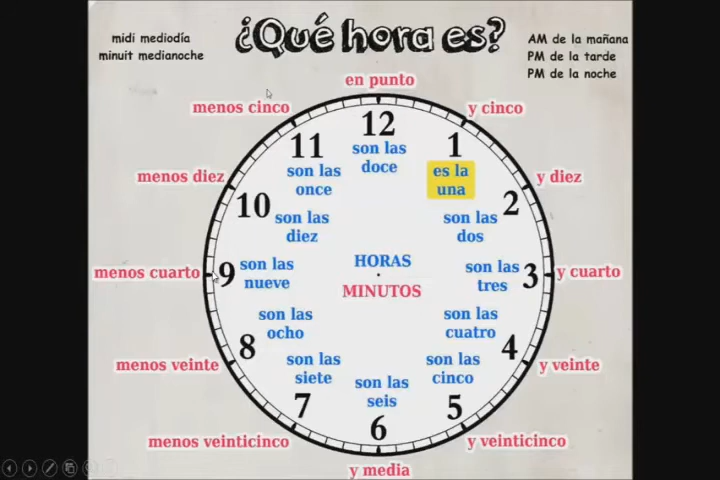 ¿Qué hora es?
midi mediodía
minuit medianoche
AM de la mañana
PM de la tarde
PM de la noche
en punto
menos cinco
y cinco
menos diez
y diez
menos cuarto
y cuarto
menos veinte
y veinte
menos veinticinco
y veinticinco
y media
12
son las
doce
1
es la
una
2
son las
dos
3
son las
tres
4
son las
cuatro
5
son las
cinco
6
son las
seis
7
son las
siete
8
son las
ocho
9
son las
nueve
10
son las
diez
11
son las
once
HORAS
MINUTOS